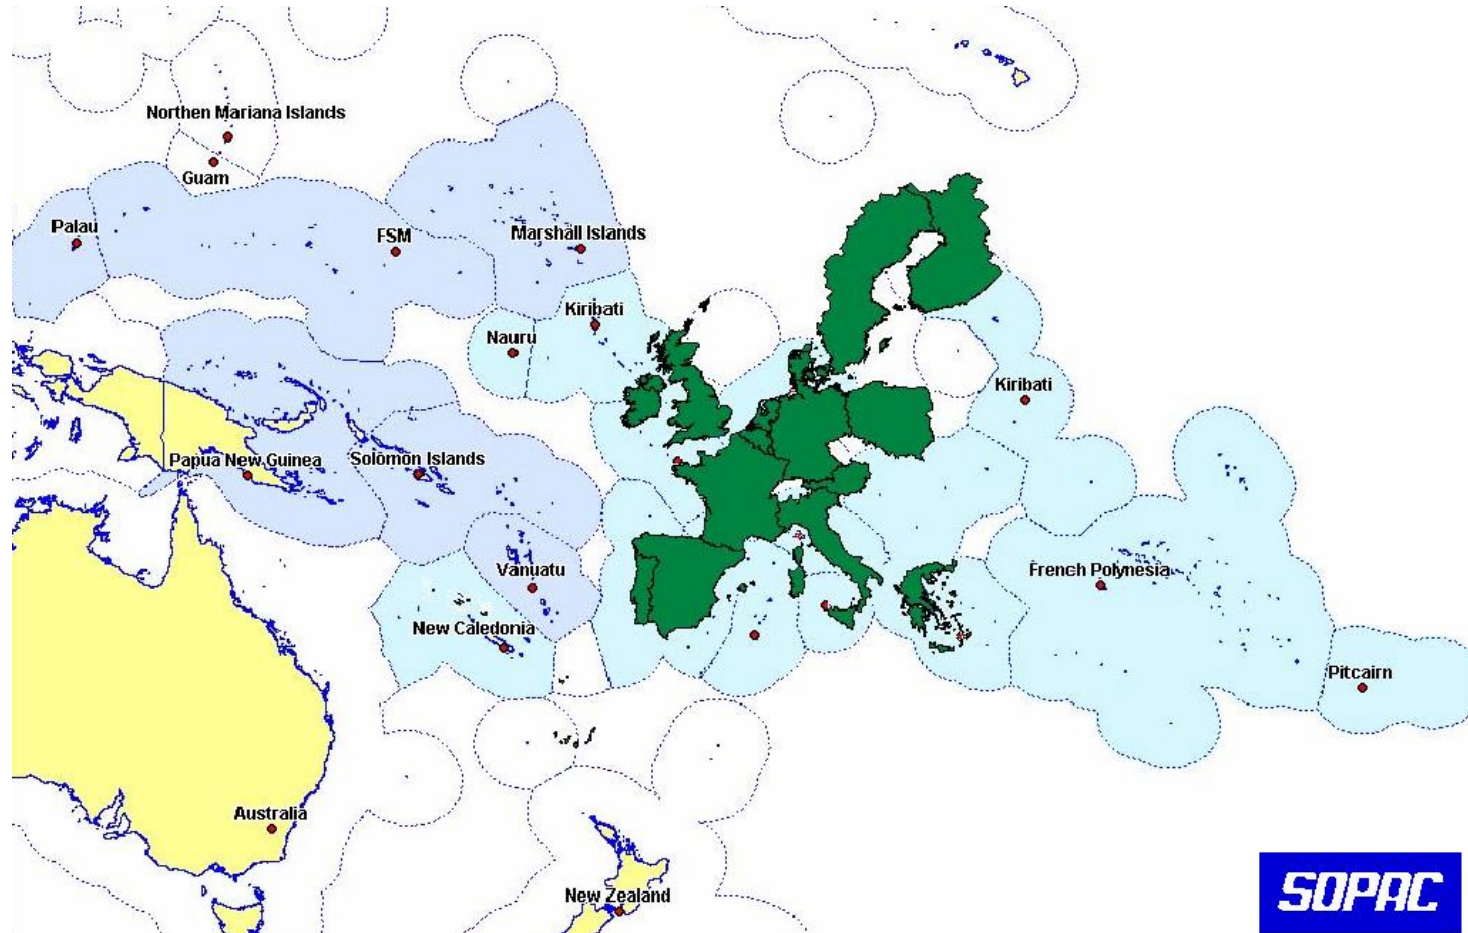 Northen Mariana Islands
Guam
Palau
FSM
Marshall Islands
Kiribati
Nauru
Kiribati
Papua New Guinea
Solomon Islands
Vanuatu
French Polynesia
New Caledonia
Pitcairn
Australia
New Zealand
SOPAC